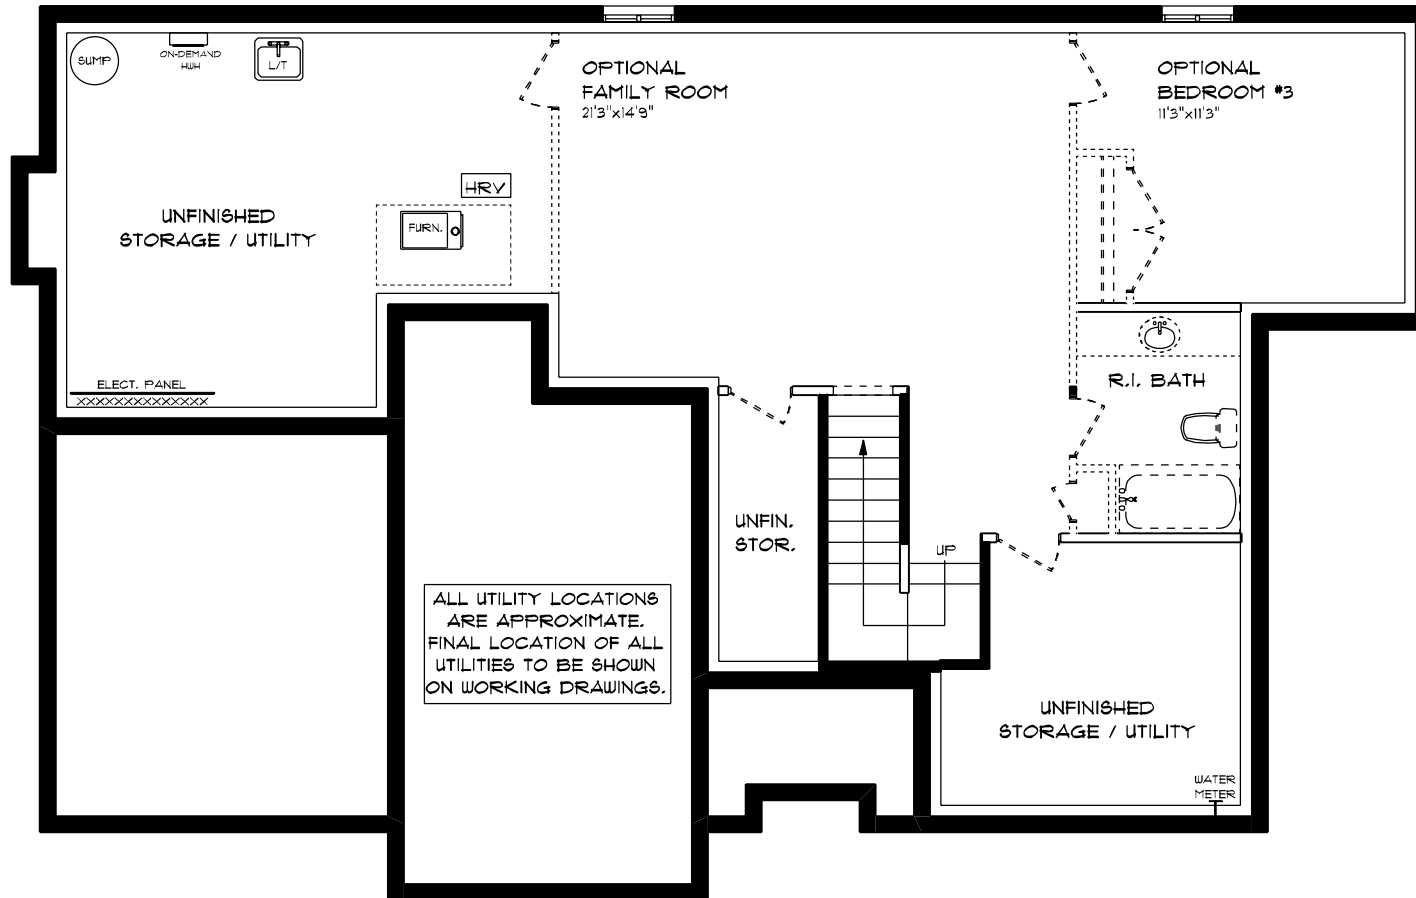 SUMP
ON-DEMAND
HWH
L/T
OPTIONAL
FAMILY ROOM
21'3"x14'9"
OPTIONAL
BEDROOM #3
11'3"x11'3"
HRV
FURN.
UNFINISHED
STORAGE / UTILITY
ELECT. PANEL
R.I. BATH
UNFIN.
STOR.
UP
ALL UTILITY LOCATIONS
ARE APPROXIMATE.
FINAL LOCATION OF ALL
UTILITIES TO BE SHOWN
ON WORKING DRAWINGS.
UNFINISHED
STORAGE / UTILITY
WATER
METER